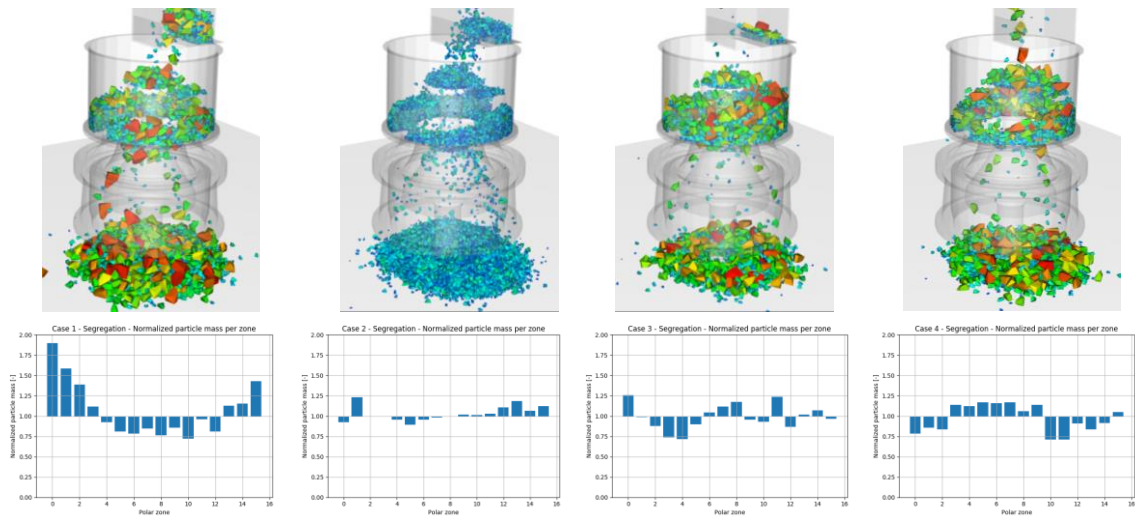 Case 1 - Segregation - Normalized particle mass per zone
Normalized particle mass [-]
2.00
1.75
1.50
1.25
1.00
0.75
0.50
0.25
0.00
0 2 4 6 8 10 12 14 16
Polar zone
Case 2 - Segregation - Normalized particle mass per zone
Normalized particle mass [-]
2.00
1.75
1.50
1.25
1.00
0.75
0.50
0.25
0.00
0 2 4 6 8 10 12 14 16
Polar zone
Case 3 - Segregation - Normalized particle mass per zone
Normalized particle mass [-]
2.00
1.75
1.50
1.25
1.00
0.75
0.50
0.25
0.00
0 2 4 6 8 10 12 14 16
Polar zone
Case 4 - Segregation - Normalized particle mass per zone
Normalized particle mass [-]
2.00
1.75
1.50
1.25
1.00
0.75
0.50
0.25
0.00
0 2 4 6 8 10 12 14 16
Polar zone